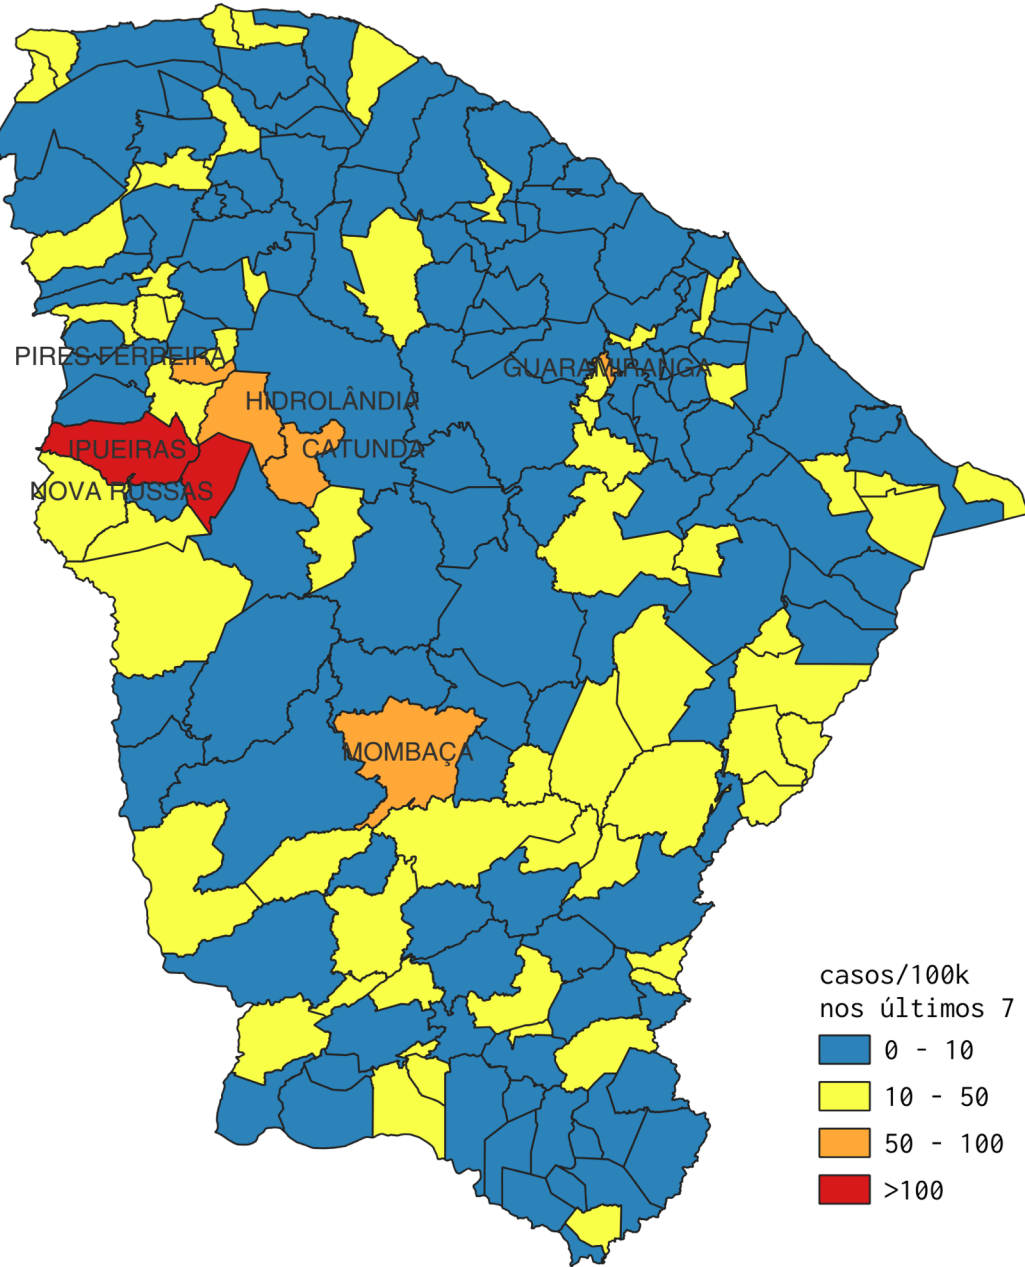 PIRES FERREIRA
GUARAMIRANGA
HIDROLÂNDIA
IPUEIRAS
CATUNDA
NOVA RUSSAS
MOMBAÇA
casos/100k
nos últimos 7
0 - 10
10 - 50
50 - 100
>100